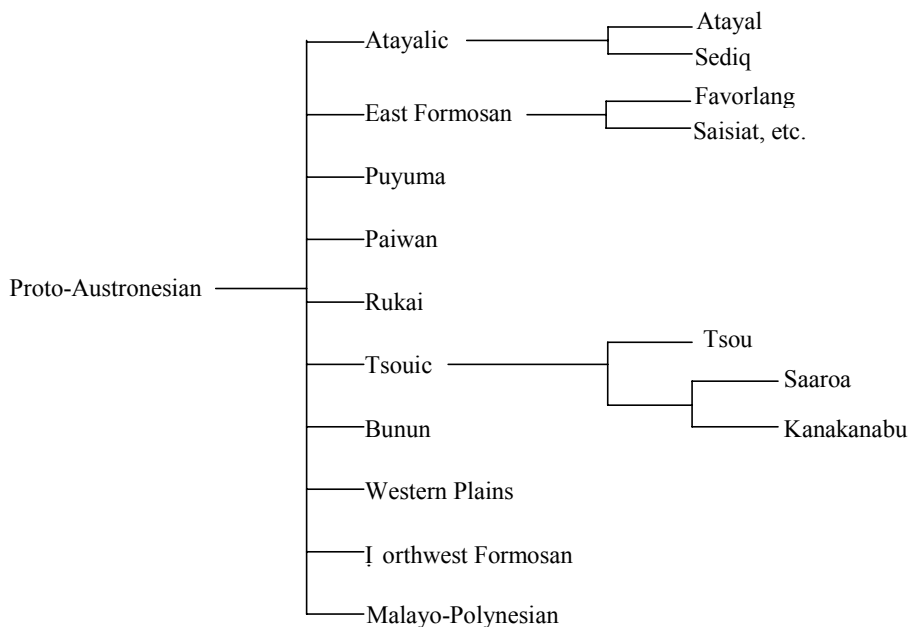 Atayal
Atayalic
Sediq
Favorlang
East Formosan
Saisiat, etc.
Puyuma
Paiwan
Proto-Austronesian
Rukai
Tsou
Tsouic
Saaroa
Bunun
Kanakanabu
Western Plains
Ị orthwest Formosan
Malayo-Polynesian